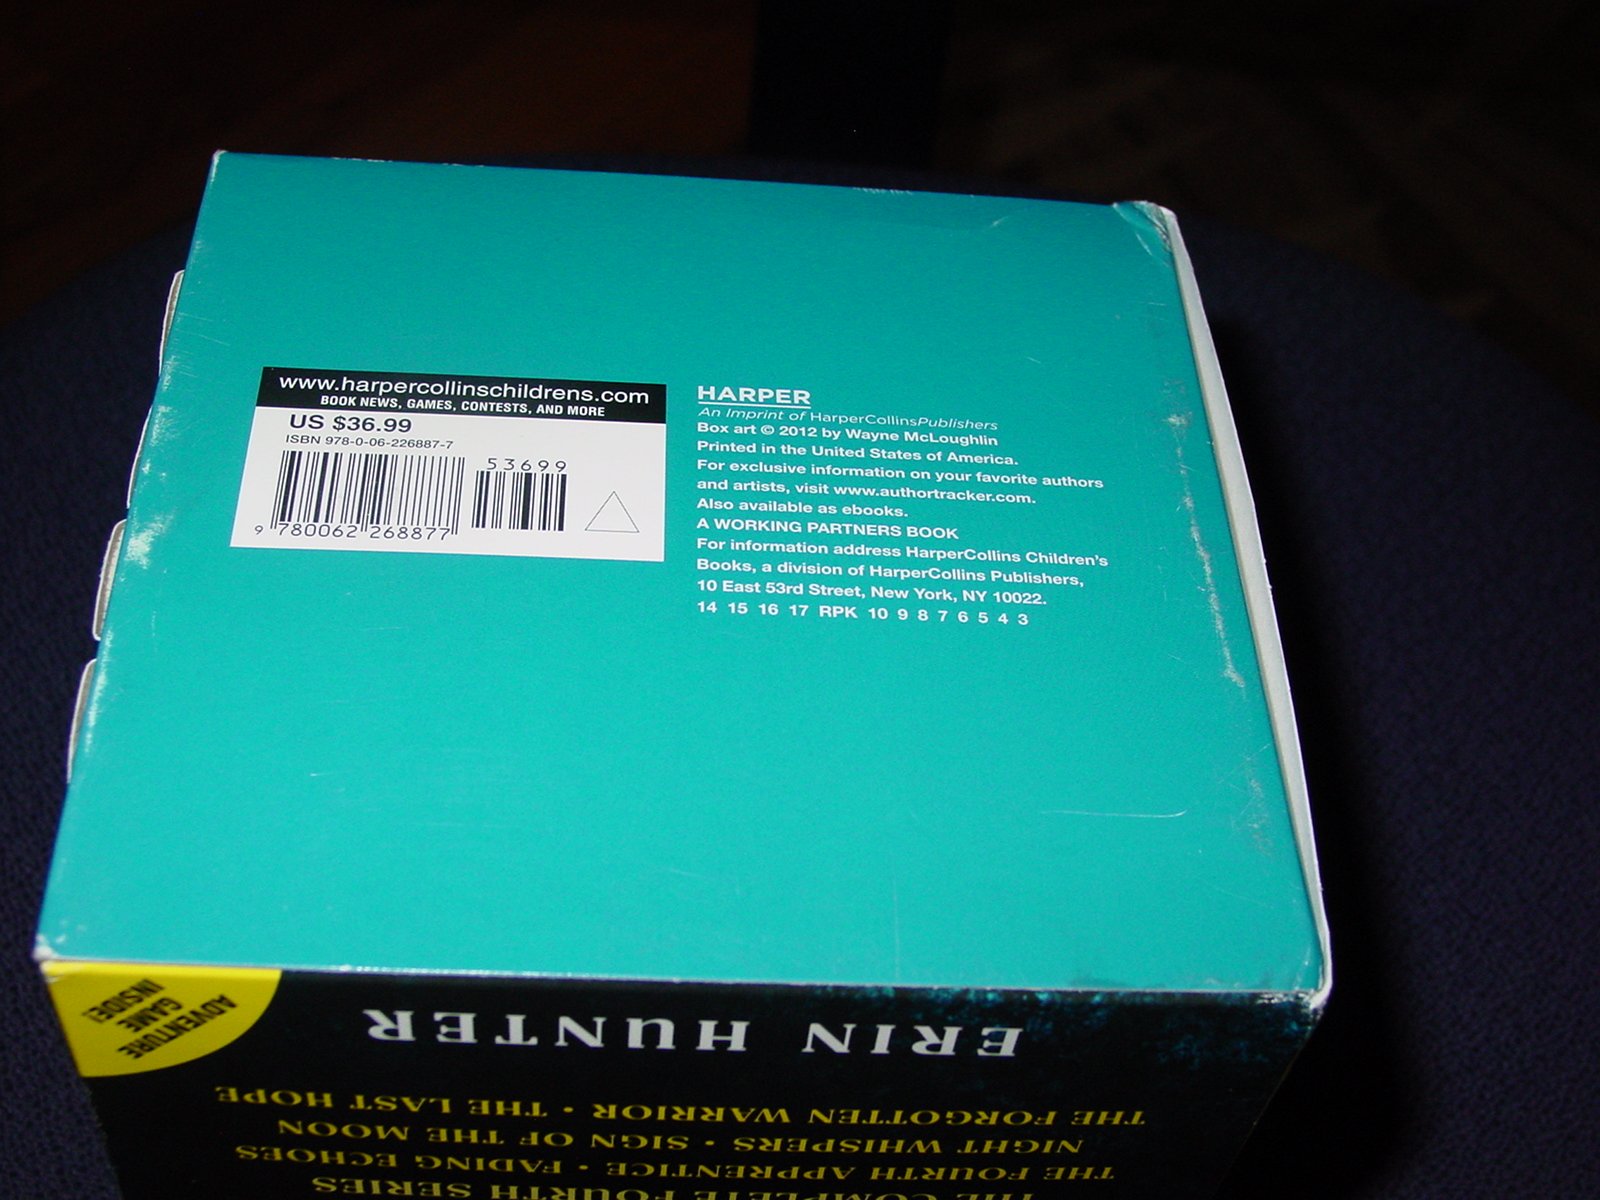 www.harpercollinschildrens.com
BOOK NEWS, GAMES, CONTESTS, AND MORE
US $36.99
ISBN 978-0-06-226887-7
53699
9 780062 268877
HARPER
An Imprint of HarperCollinsPublishers
Box art © 2012 by Wayne McLoughlin
Printed in the United States of America.
For exclusive information on your favorite authors
and artists, visit www.authortracker.com.
Also available as ebooks.
A WORKING PARTNERS BOOK
For information address HarperCollins Children's
Books, a division of HarperCollins Publishers,
10 East 53rd Street, New York, NY 10022.
14 15 16 17 RPK 10 9 8 7 6 5 4 3
THE COMPLETE FOURTH SERIES
THE FOURTH APPRENTICE • FADING ECHOES
NIGHT WHISPERS • SIGN OF THE MOON
THE FORGOTTEN WARRIOR • THE LAST HOPE
ERIN HUNTER
ADVENTURE
GAME
INSIDE!